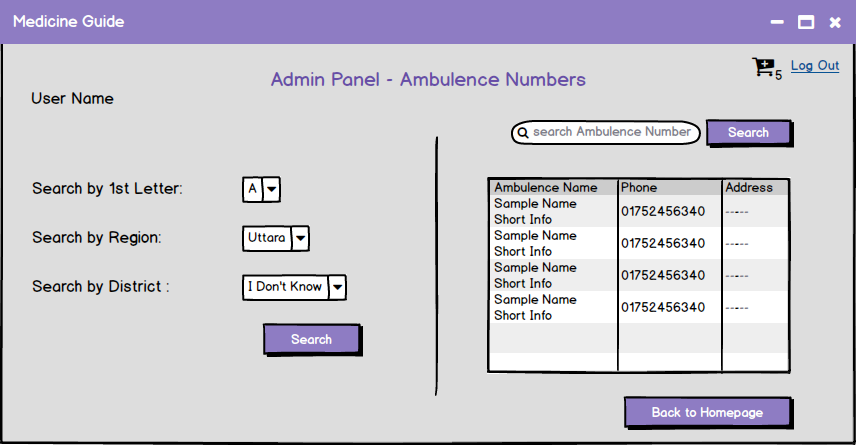 Medicine Guide
Admin Panel - Ambulence Numbers
5
Log Out
User Name
search Ambulence Number
Search
Search by 1st Letter:
A
Search by Region:
Uttara
Search by District :
I Don't Know
Search
Ambulence Name Phone Address
Sample Name
Short Info
01752456340 -----
Sample Name
Short Info
01752456340 -----
Sample Name
Short Info
01752456340 -----
Sample Name
Short Info
01752456340 -----
Back to Homepage